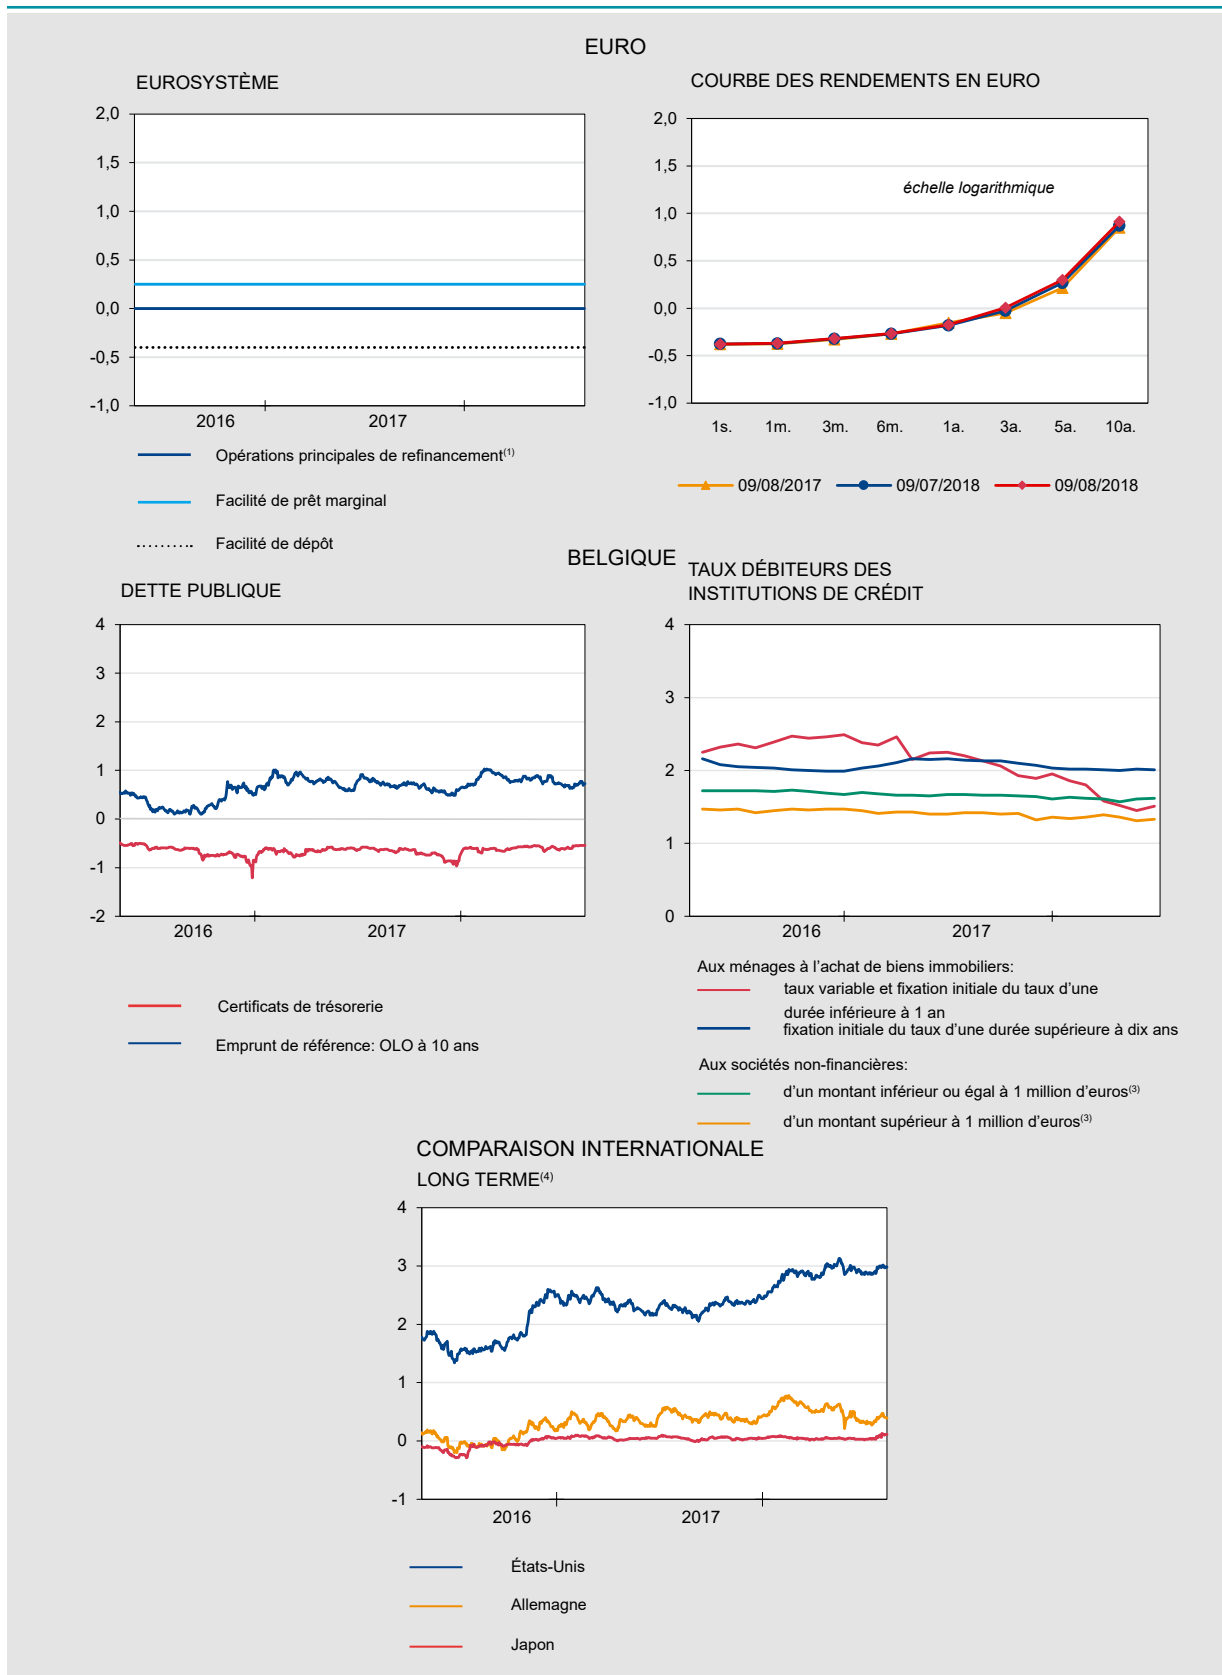 EURO
EUROSYSTÈME
2,0
1,5
1,0
0,5
0,0
-0,5
-1,0
2016 2017
Opérations principales de refinancement(1)
Facilité de prêt marginal
Facilité de dépôt
COURBE DES RENDEMENTS EN EURO
2,0
1,5
1,0
0,5
0,0
-0,5
-1,0
échelle logarithmique
1s. 1m. 3m. 6m. 1a. 3a. 5a. 10a.
09/08/2017 09/07/2018 09/08/2018
BELGIQUE
DETTE PUBLIQUE
4
3
2
1
0
-1
-2
2016 2017
Certificats de trésorerie
Emprunt de référence: OLO à 10 ans
TAUX DÉBITEURS DES
INSTITUTIONS DE CRÉDIT
4
3
2
1
0
2016 2017
Aux ménages à l’achat de biens immobiliers:
taux variable et fixation initiale du taux d’une
durée inférieure à 1 an
fixation initiale du taux d’une durée supérieure à dix ans
Aux sociétés non-financières:
d’un montant inférieur ou égal à 1 million d’euros(3)
d’un montant supérieur à 1 million d’euros(3)
COMPARAISON INTERNATIONALE
LONG TERME(4)
4
3
2
1
0
-1
2016 2017
États-Unis
Allemagne
Japon